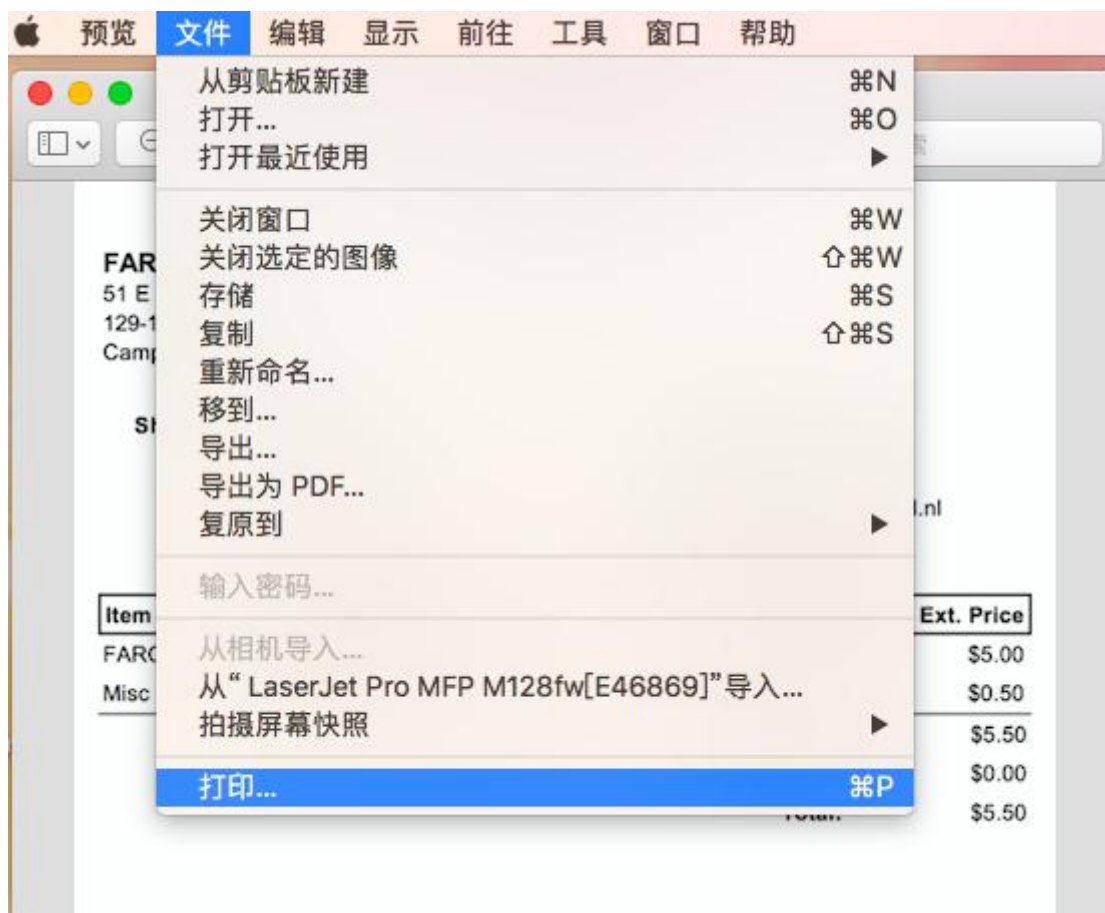 预览 文件 编辑 显示 前往 工具 窗口 帮助
从剪贴板新建 ⌘N
打开... ⌘O
打开最近使用 ▶
关闭窗口 ⌘W
关闭选定的图像 ⇧⌘W
存储 ⌘S
复制 ⇧⌘S
重新命名...
移到...
导出...
导出为 PDF...
复原到 ▶
输入密码...
从相机导入...
从“ LaserJet Pro MFP M128fw[E46869]”导入...
拍摄屏幕快照 ▶
打印... ⌘P
51 E
129-1
.nl
Item Ext. Price
$5.00
Misc $0.50
$5.50
$0.00
Total: $5.50